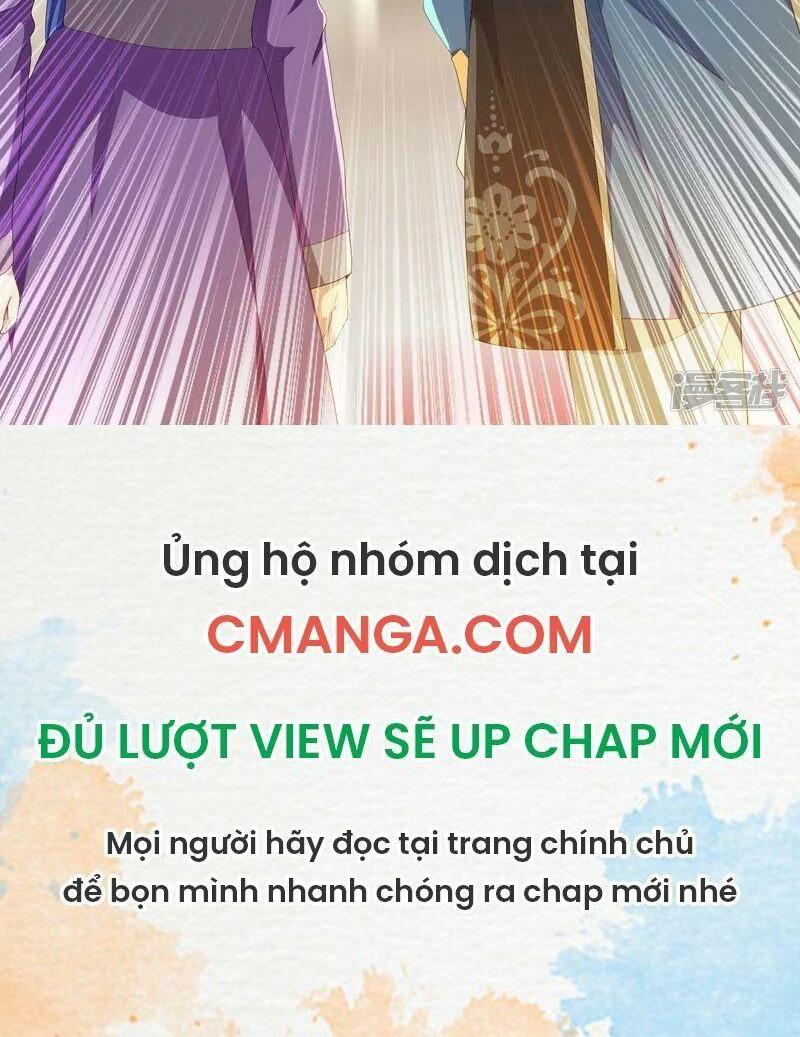 漫客栈
Ủng hộ nhóm dịch tại
CMANGA.COM
ĐỦ LƯỢT VIEW SẼ UP CHAP MỚI
Mọi người hãy đọc tại trang chính chủ
để bọn mình nhanh chóng ra chap mới nhé